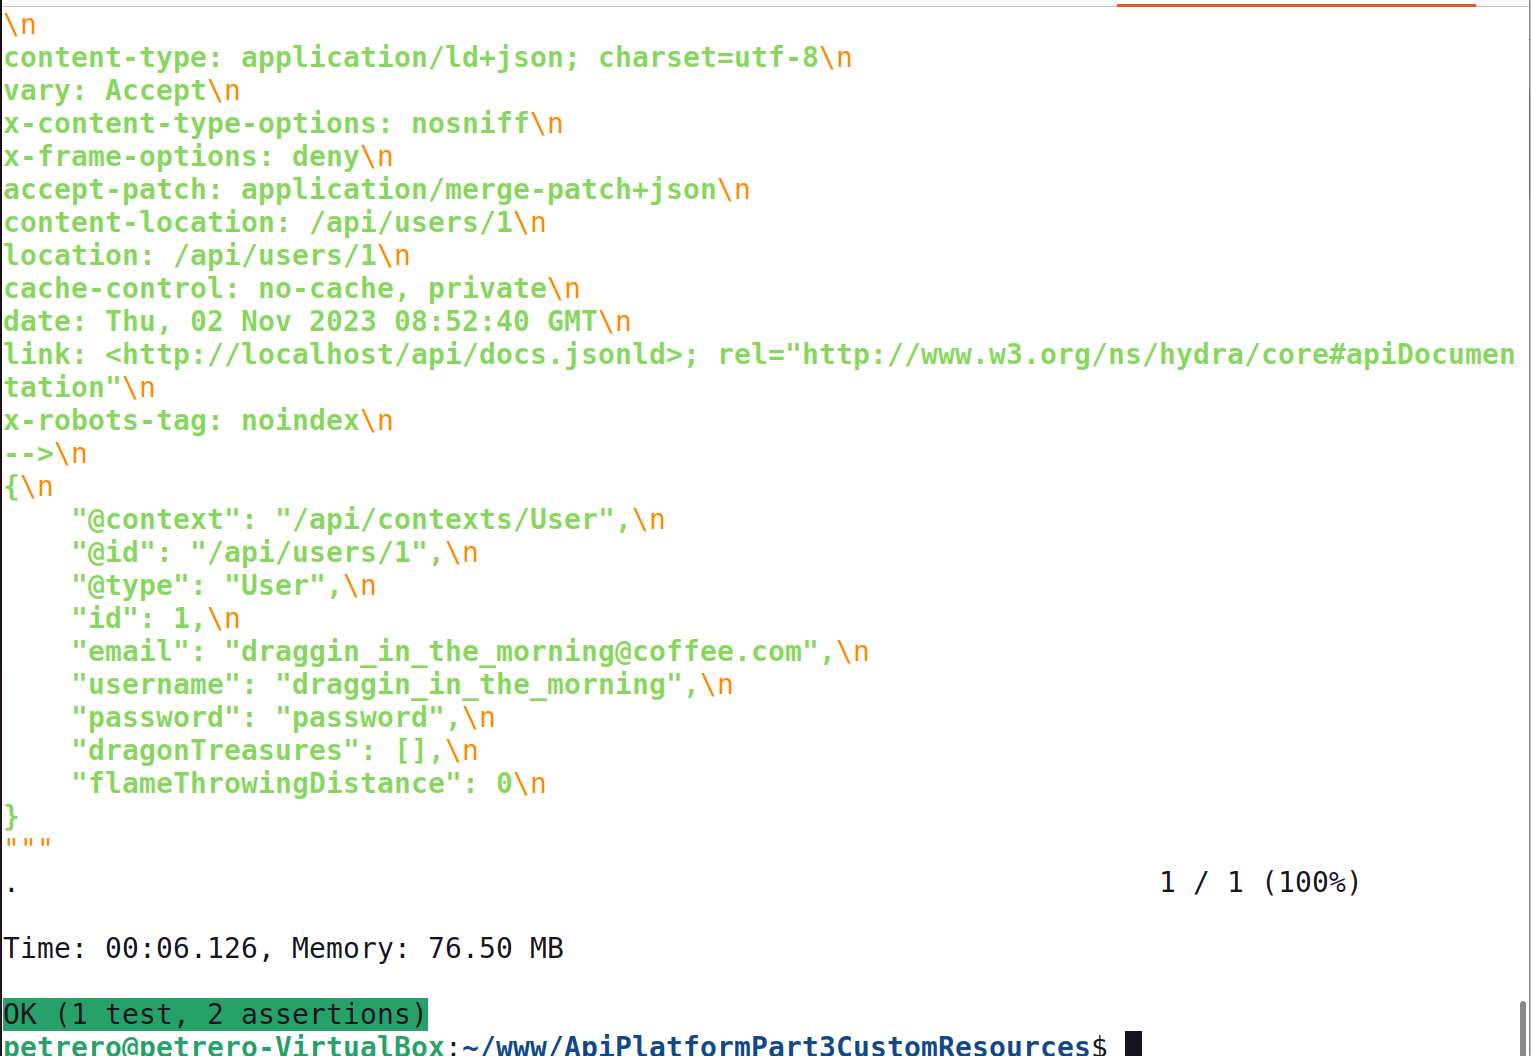 \n
content-type: application/ld+json; charset=utf-8\n
vary: Accept\n
x-content-type-options: nosniff\n
x-frame-options: deny\n
accept-patch: application/merge-patch+json\n
content-location: /api/users/1\n
location: /api/users/1\n
cache-control: no-cache, private\n
date: Thu, 02 Nov 2023 08:52:40 GMT\n
link: <http://localhost/api/docs.jsonld>; rel="http://www.w3.org/ns/hydra/core#apiDocumen
tation"\n
x-robots-tag: noindex\n
-->\n
{\n
    "@context": "/api/contexts/User",\n
    "@id": "/api/users/1",\n
    "@type": "User",\n
    "id": 1,\n
    "email": "draggin_in_the_morning@coffee.com",\n
    "username": "draggin_in_the_morning",\n
    "password": "password",\n
    "dragonTreasures": [],\n
    "flameThrowingDistance": 0\n
}
"""
. 1 / 1 (100%)
Time: 00:06.126, Memory: 76.50 MB
OK (1 test, 2 assertions)
petrero@petrero-VirtualBox:~/www/ApiPlatformPart3CustomResources$